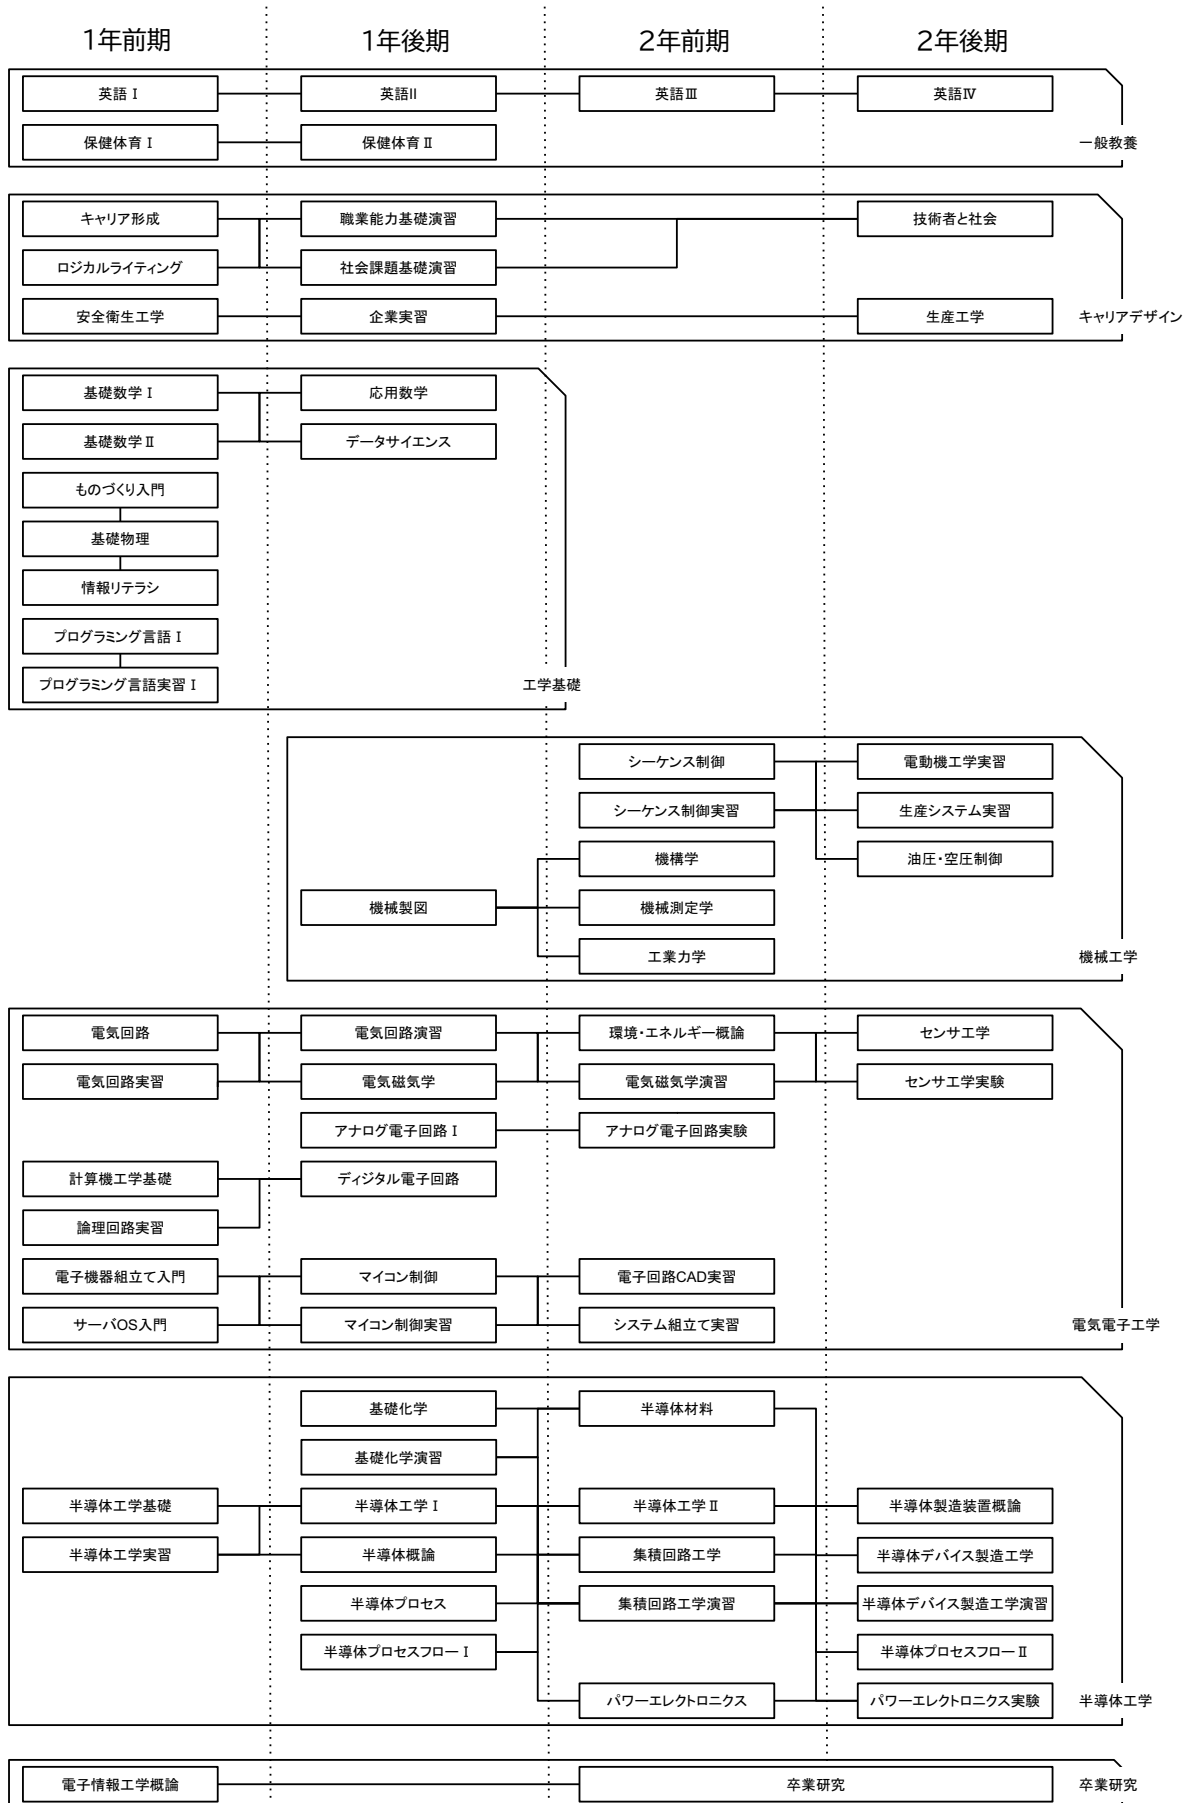 1年前期 1年後期 2年前期 2年後期
英語Ⅰ 英語II 英語Ⅲ 英語Ⅳ
保健体育Ⅰ 保健体育Ⅱ 一般教養
キャリア形成 職業能力基礎演習 技術者と社会
ロジカルライティング 社会課題基礎演習
安全衛生工学 企業実習 生産工学 キャリアデザイン
基礎数学Ⅰ 応用数学
基礎数学Ⅱ データサイエンス
ものづくり入門
基礎物理
情報リテラシ
プログラミング言語Ⅰ
プログラミング言語実習Ⅰ 工学基礎
シーケンス制御 電動機工学実習
シーケンス制御実習 生産システム実習
機構学 油圧・空圧制御
機械製図 機械測定学
工業力学 機械工学
電気回路 電気回路演習 環境・エネルギー概論 センサ工学
電気回路実習 電気磁気学 電気磁気学演習 センサ工学実験
アナログ電子回路Ⅰ アナログ電子回路実験
計算機工学基礎 ディジタル電子回路
論理回路実習
電子機器組立て入門 マイコン制御 電子回路CAD実習
サーバOS入門 マイコン制御実習 システム組立て実習 電気電子工学
基礎化学 半導体材料
基礎化学演習
半導体工学基礎 半導体工学Ⅰ 半導体工学Ⅱ 半導体製造装置概論
半導体工学実習 半導体概論 集積回路工学 半導体デバイス製造工学
半導体プロセス 集積回路工学演習 半導体デバイス製造工学演習
半導体プロセスフローⅠ 半導体プロセスフローⅡ
パワーエレクトロニクス パワーエレクトロニクス実験 半導体工学
電子情報工学概論 卒業研究 卒業研究